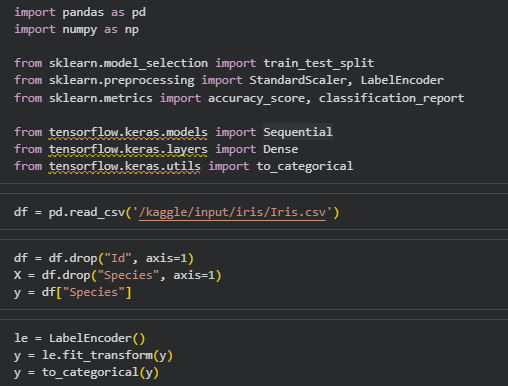 import pandas as pd
import numpy as np
from sklearn.model_selection import train_test_split
from sklearn.preprocessing import StandardScaler, LabelEncoder
from sklearn.metrics import accuracy_score, classification_report
from tensorflow.keras.models import Sequential
from tensorflow.keras.layers import Dense
from tensorflow.keras.utils import to_categorical
df = pd.read_csv('/kaggle/input/iris/Iris.csv')
df = df.drop("Id", axis=1)
X = df.drop("Species", axis=1)
y = df["Species"]
le = LabelEncoder()
y = le.fit_transform(y)
y = to_categorical(y)